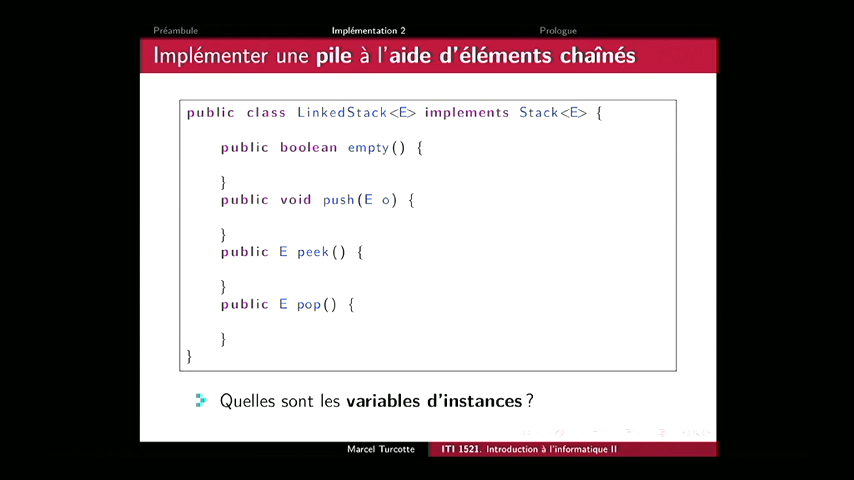 Préambule Implémentation 2 Prologue
Implémenter une pile à l'aide d'éléments chaînés
public class LinkedStack<E> implements Stack<E> {
public boolean empty() {
}
public void push(E o) {
}
public E peek() {
}
public E pop() {
}
}
Quelles sont les variables d'instances ?
Marcel Turcotte ITI 1521. Introduction à l'informatique II